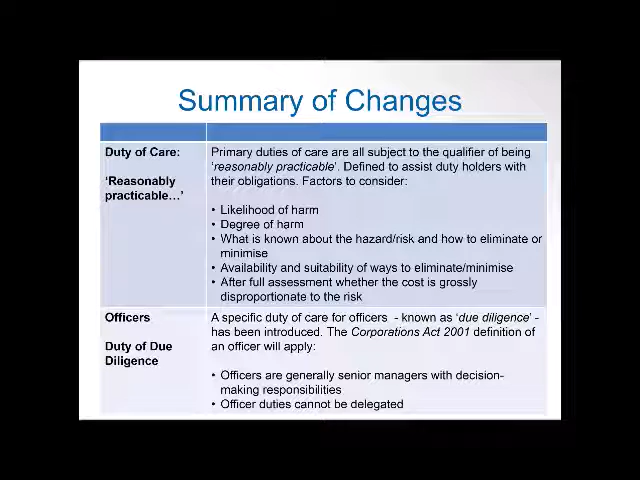 Summary of Changes
Duty of Care:
‘Reasonably
practicable…’
Primary duties of care are all subject to the qualifier of being
‘reasonably practicable’. Defined to assist duty holders with
their obligations. Factors to consider:
• Likelihood of harm
• Degree of harm
• What is known about the hazard/risk and how to eliminate or
minimise
• Availability and suitability of ways to eliminate/minimise
• After full assessment whether the cost is grossly
disproportionate to the risk
Officers
Duty of Due
Diligence
A specific duty of care for officers - known as ‘due diligence’ -
has been introduced. The Corporations Act 2001 definition of
an officer will apply:
• Officers are generally senior managers with decision-
making responsibilities
• Officer duties cannot be delegated